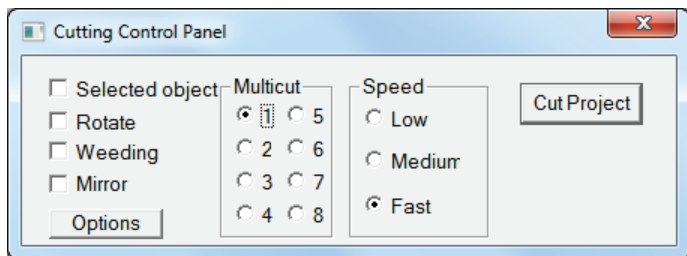 Cutting Control Panel
Selected object
Rotate
Weeding
Mirror
Options
Multicut
1 5
2 6
3 7
4 8
Speed
Low
Medium
Fast
Cut Project